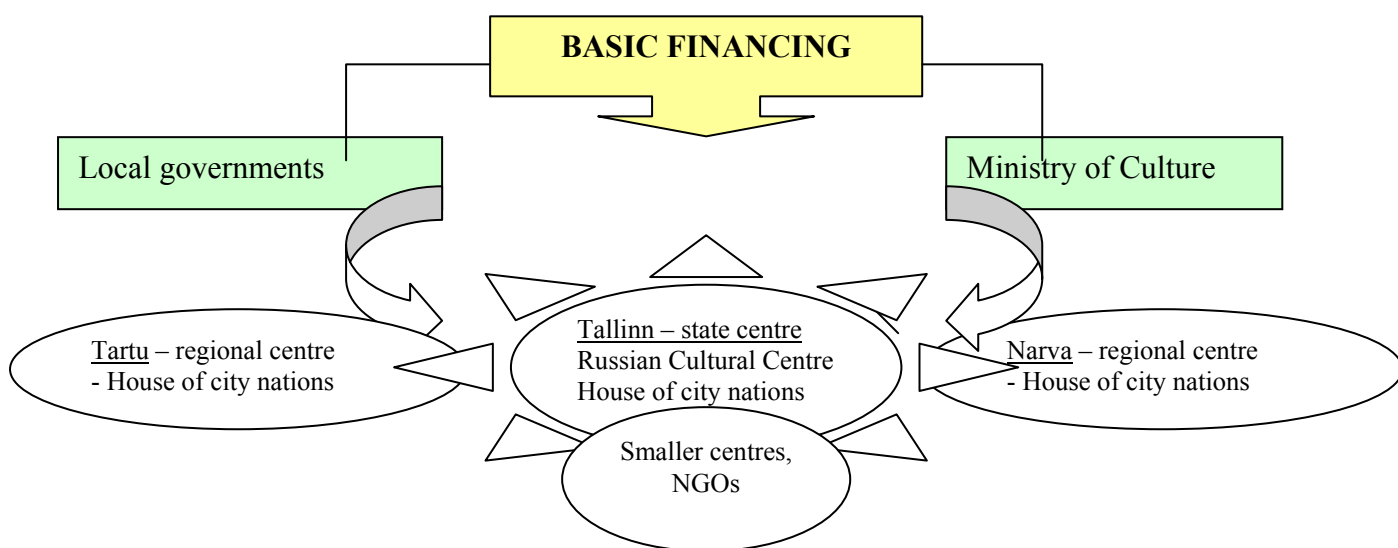 BASIC FINANCING
Local governments
Ministry of Culture
Tartu – regional centre
- House of city nations
Tallinn – state centre
Russian Cultural Centre
House of city nations
Narva – regional centre
- House of city nations
Smaller centres,
NGOs